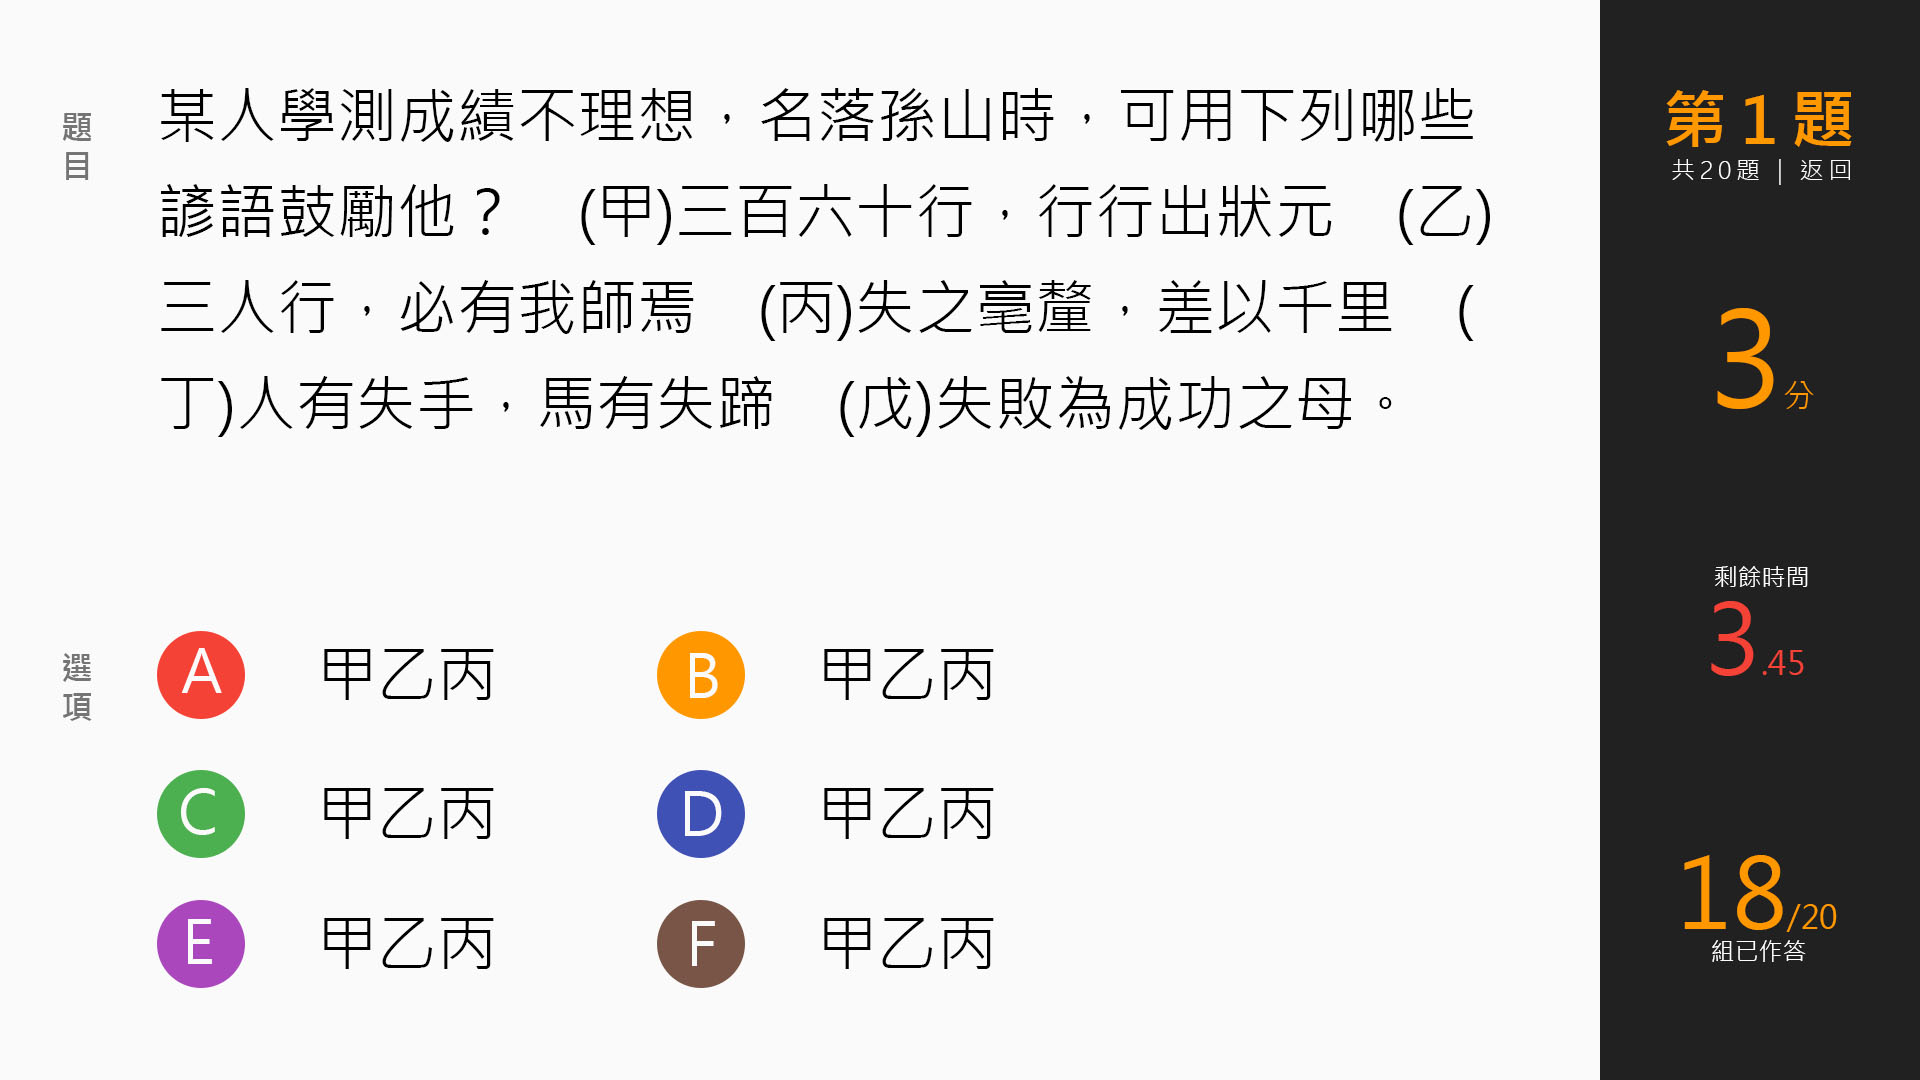 題目
某人學測成績不理想，名落孫山時，可用下列哪些
諺語鼓勵他？　(甲)三百六十行，行行出狀元　(乙)
三人行，必有我師焉　(丙)失之毫釐，差以千里　(
丁)人有失手，馬有失蹄　(戊)失敗為成功之母。
選項
A 甲乙丙
B 甲乙丙
C 甲乙丙
D 甲乙丙
E 甲乙丙
F 甲乙丙
第1題
共20題 | 返回
3分
剩餘時間
3.45
18/20
組已作答